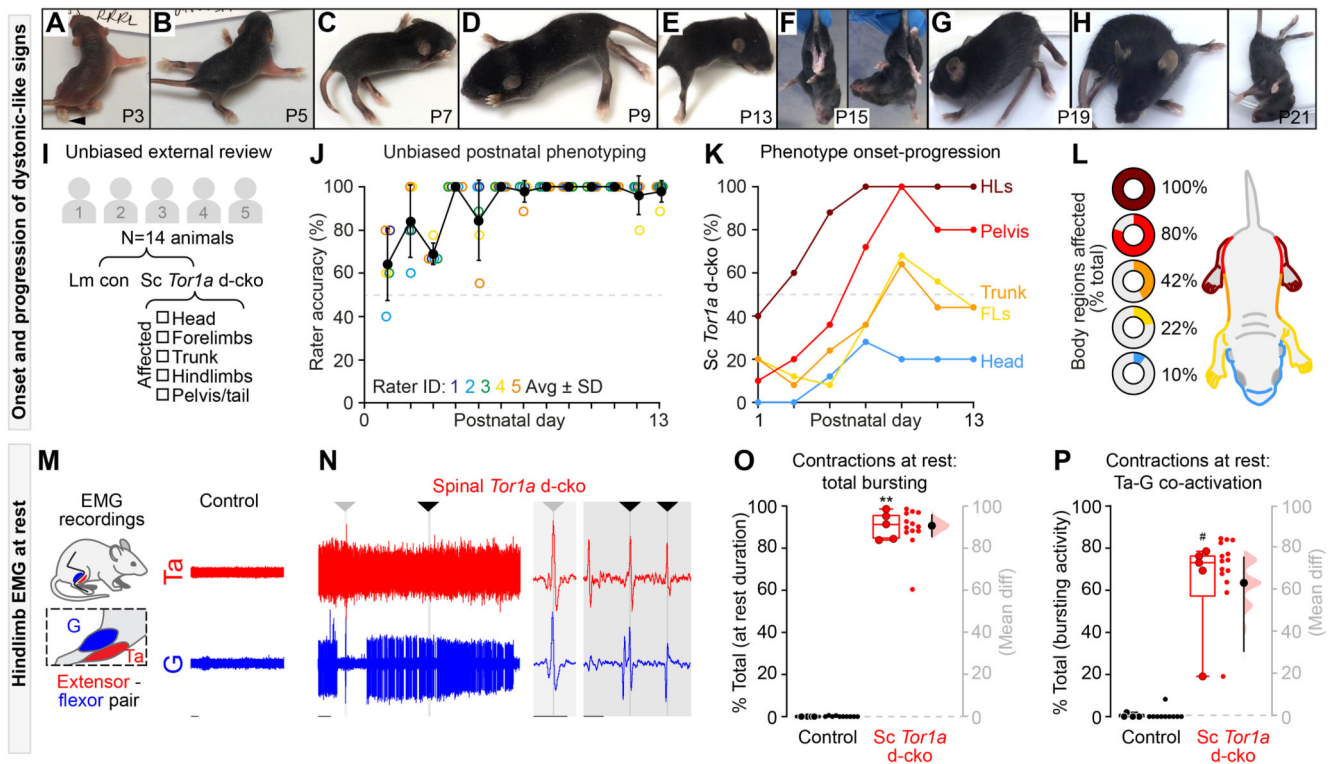 Onset and progression of dystonic-like signs
A
RRRL
P3
B
P5
C
P7
D
P9
E
P13
F
P15
G
P19
H
P21
I
Unbiased external review
1 2 3 4 5
N=14 animals
Lm con Sc Tor1a d-cko
Affected
Head
Forelimbs
Trunk
Hindlimbs
Pelvis/tail
J
Unbiased postnatal phenotyping
Rater accuracy (%)
100
80
60
40
20
0
Rater ID: 1 2 3 4 5 Avg ± SD
0 13
Postnatal day
K
Phenotype onset-progression
Sc Tor1a d-cko (%)
100
80
60
40
20
0
HLs
Pelvis
Trunk
FLs
Head
1 13
Postnatal day
L
Body regions affected
(% total)
100%
80%
42%
22%
10%
Hindlimb EMG at rest
M
EMG
recordings
G
Ta
Extensor -
flexor pair
Control
Ta
G
N
Spinal Tor1a d-cko
O
Contractions at rest:
total bursting
% Total (at rest duration)
100
80
60
40
20
0
**
100
80
60
40
20
0
(Mean diff)
Control
Sc Tor1a
d-cko
P
Contractions at rest:
Ta-G co-activation
% Total (bursting activity)
100
80
60
40
20
0
#
100
80
60
40
20
0
(Mean diff)
Control
Sc Tor1a
d-cko